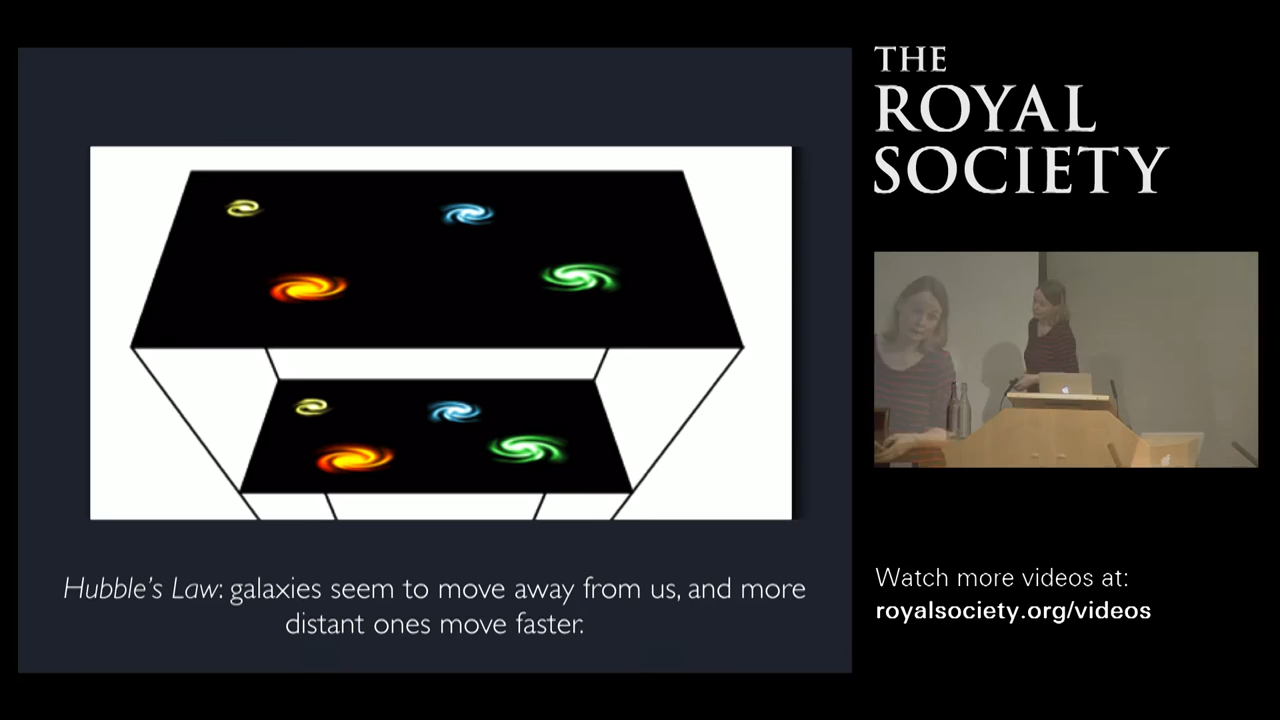 Hubble's Law: galaxies seem to move away from us, and more
distant ones move faster.
THE
ROYAL
SOCIETY
Watch more videos at:
royalsociety.org/videos